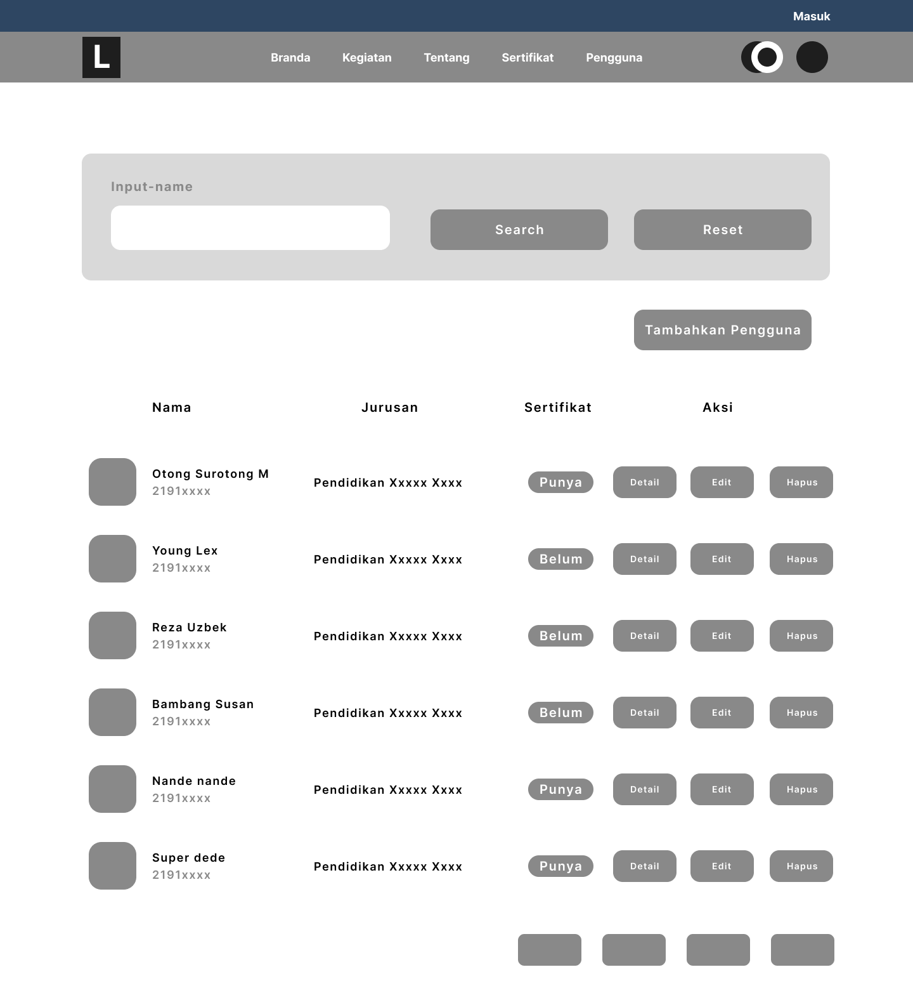 Masuk
L
Branda Kegiatan Tentang Sertifikat Pengguna
Input-name
Search Reset
Tambahkan Pengguna
Nama Jurusan Sertifikat Aksi
Otong Surotong M
2191xxxx
Pendidikan Xxxxx Xxxx Punya Detail Edit Hapus
Young Lex
2191xxxx
Pendidikan Xxxxx Xxxx Belum Detail Edit Hapus
Reza Uzbek
2191xxxx
Pendidikan Xxxxx Xxxx Belum Detail Edit Hapus
Bambang Susan
2191xxxx
Pendidikan Xxxxx Xxxx Belum Detail Edit Hapus
Nande nande
2191xxxx
Pendidikan Xxxxx Xxxx Punya Detail Edit Hapus
Super dede
2191xxxx
Pendidikan Xxxxx Xxxx Punya Detail Edit Hapus